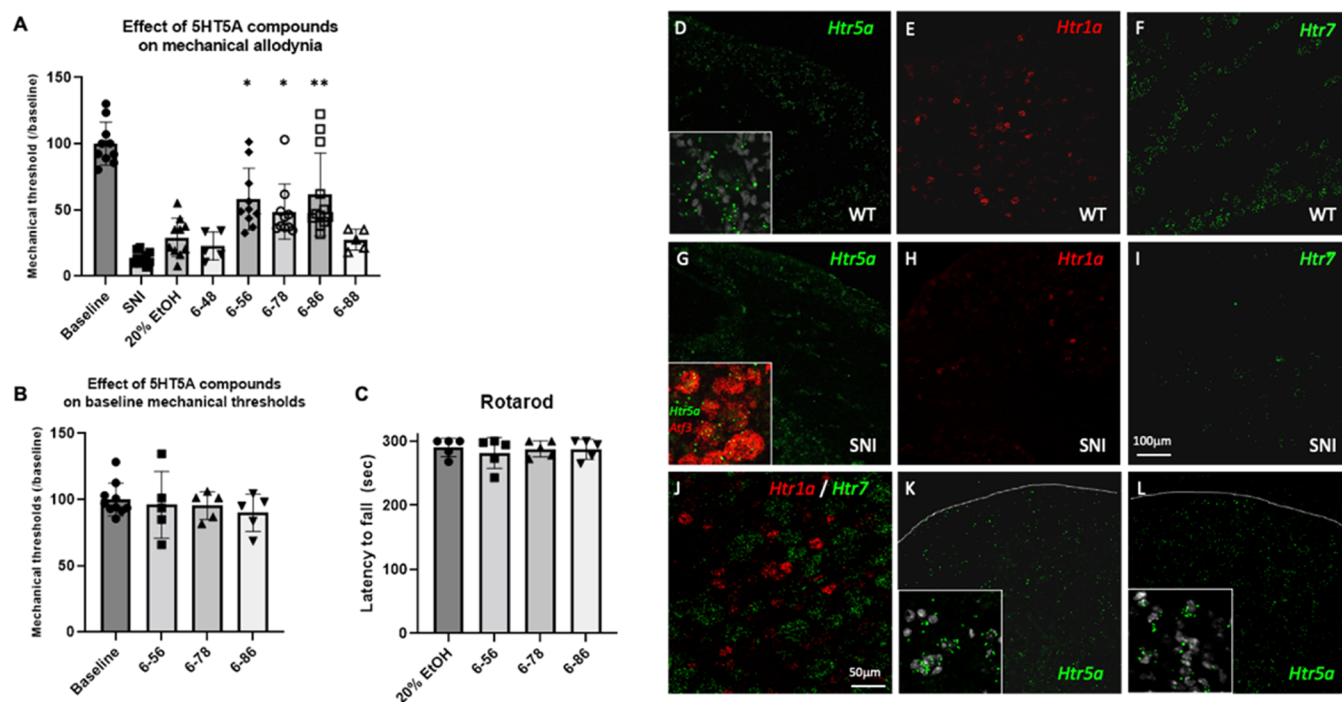 A
Effect of 5HT5A compounds
on mechanical allodynia
Mechanical threshold (/baseline)
150
100
50
0
* * **
Baseline
SNI
20% EtOH
6-48
6-56
6-78
6-86
6-88
B
Effect of 5HT5A compounds
on baseline mechanical thresholds
Mechanical thresholds (/baseline)
150
100
50
0
Baseline
6-56
6-78
6-86
C
Rotarod
Latency to fall (sec)
300
200
100
0
20% EtOH
6-56
6-78
6-86
D
Htr5a
WT
E
Htr1a
WT
F
Htr7
WT
G
Htr5a
Htr5a
Atf3
SNI
H
Htr1a
SNI
I
Htr7
SNI
100µm
J
Htr1a / Htr7
50µm
K
Htr5a
L
Htr5a